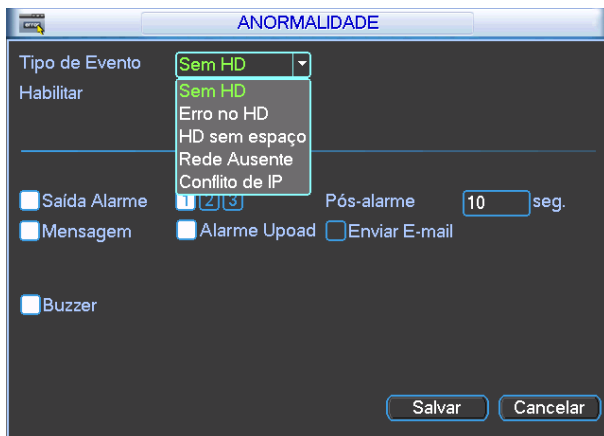 ANORMALIDADE
Tipo de Evento Sem HD
Habilitar
Sem HD
Erro no HD
HD sem espaço
Rede Ausente
Conflito de IP
Saída Alarme 1 2 3 Pós-alarme 10 seg.
Mensagem Alarme Upoad Enviar E-mail
Buzzer
Salvar Cancelar